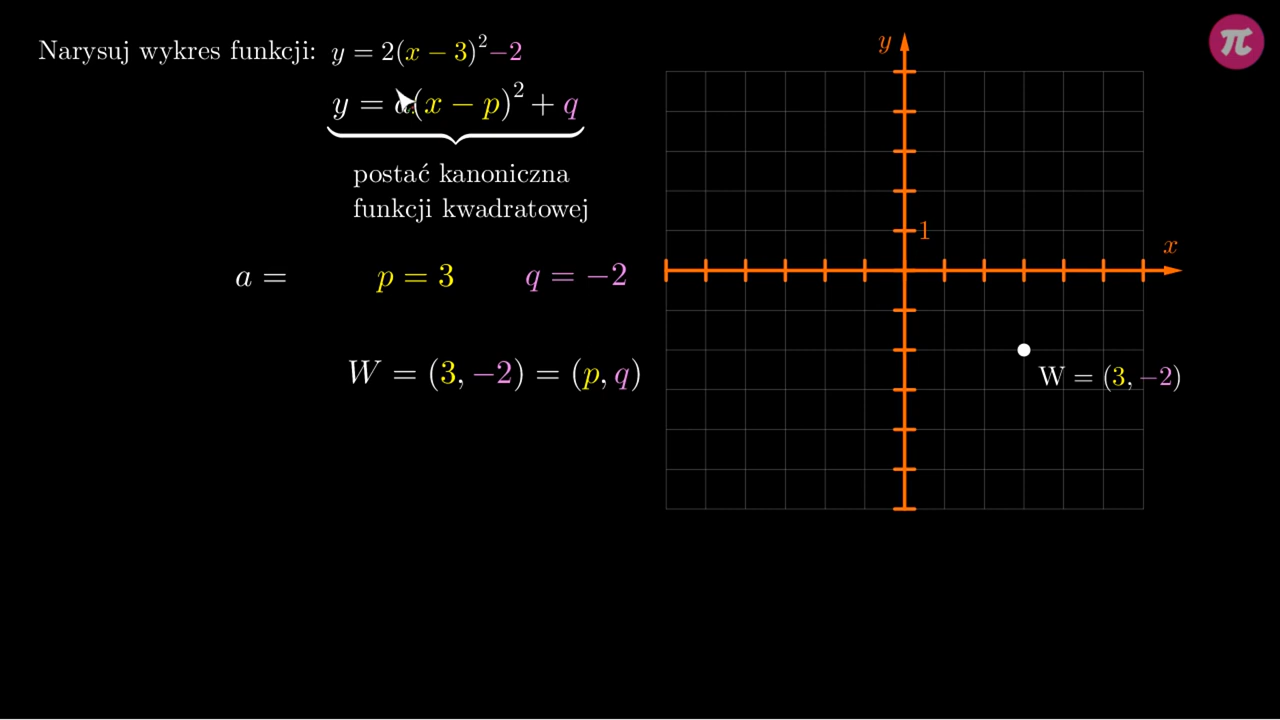 Narysuj wykres funkcji: y = 2(x − 3)² −2
y = a(x − p)² + q
postać kanoniczna
funkcji kwadratowej
a = p = 3 q = −2
W = (3, −2) = (p, q)
y
1
x
W = (3, −2)
π